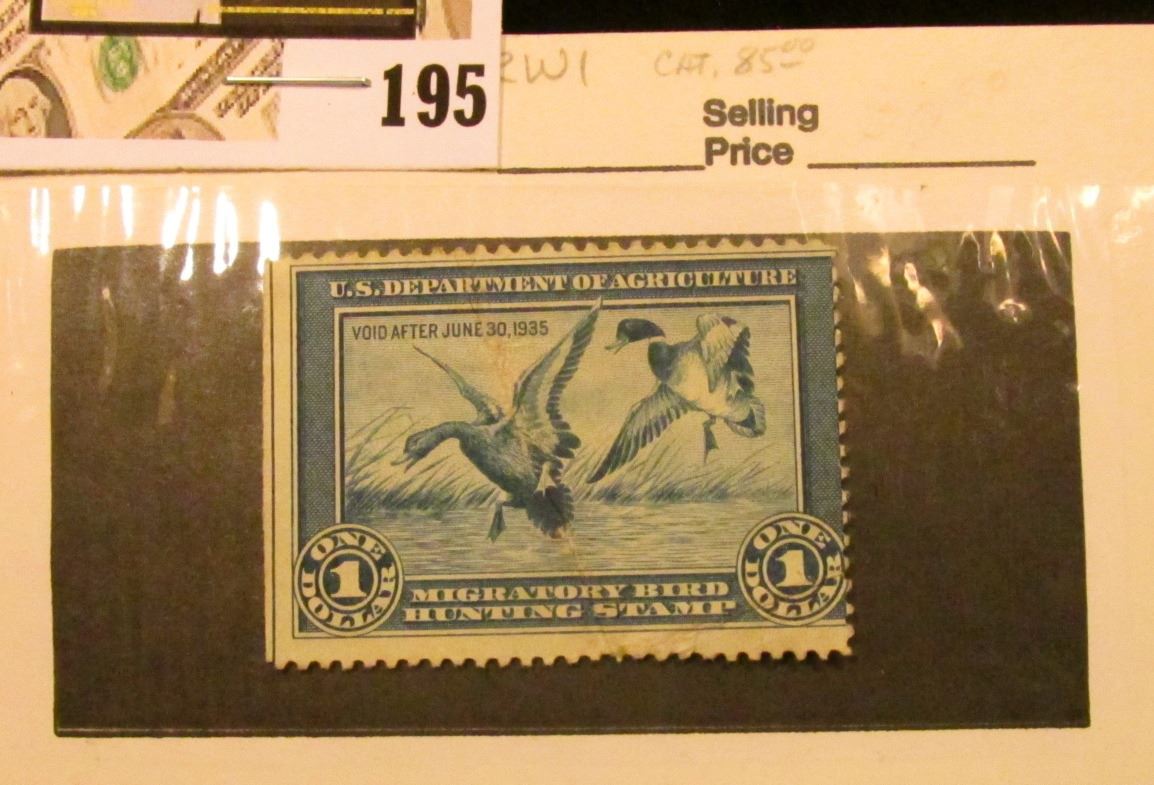 195
RW1 CAT. 85.00
Selling
Price
U.S. DEPARTMENT OF AGRICULTURE
VOID AFTER JUNE 30, 1935
ONE
1
DOLLAR
MIGRATORY BIRD
HUNTING STAMP
ONE
1
DOLLAR